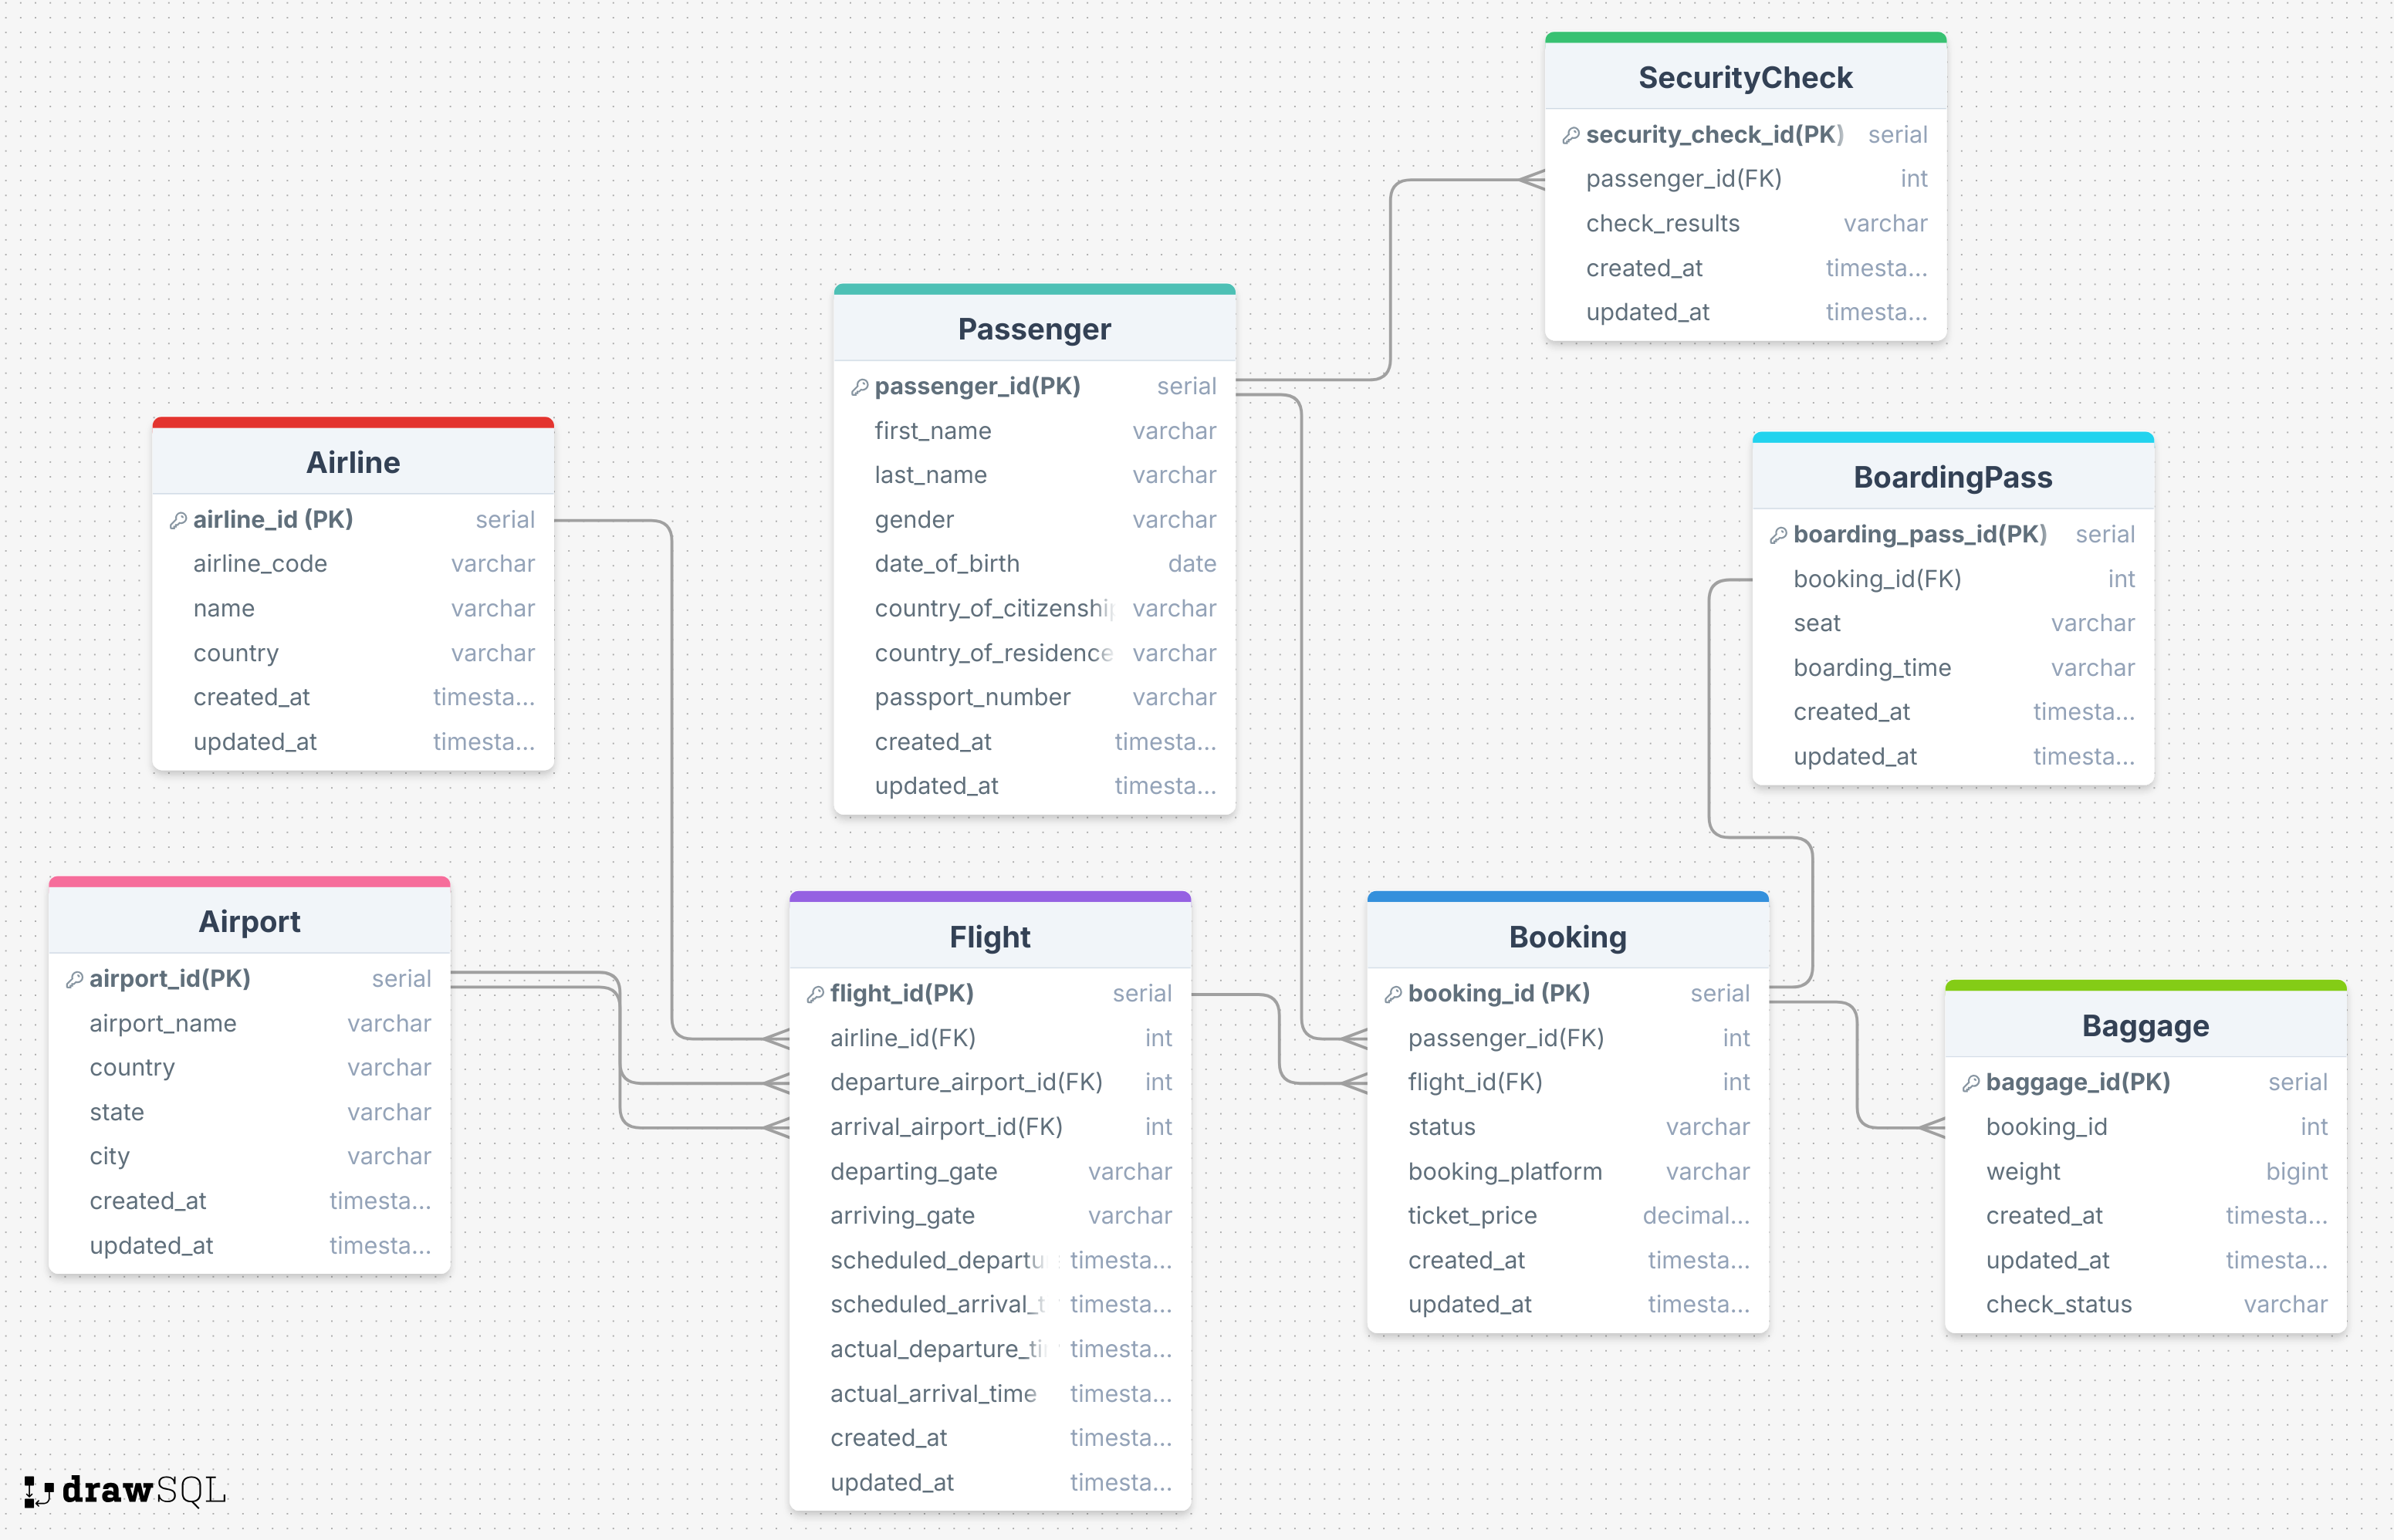 SecurityCheck
security_check_id(PK) serial
passenger_id(FK) int
check_results varchar
created_at timesta...
updated_at timesta...
Passenger
passenger_id(PK) serial
first_name varchar
last_name varchar
gender varchar
date_of_birth date
country_of_citizenship varchar
country_of_residence varchar
passport_number varchar
created_at timesta...
updated_at timesta...
Airline
airline_id (PK) serial
airline_code varchar
name varchar
country varchar
created_at timesta...
updated_at timesta...
BoardingPass
boarding_pass_id(PK) serial
booking_id(FK) int
seat varchar
boarding_time varchar
created_at timesta...
updated_at timesta...
Airport
airport_id(PK) serial
airport_name varchar
country varchar
state varchar
city varchar
created_at timesta...
updated_at timesta...
Flight
flight_id(PK) serial
airline_id(FK) int
departure_airport_id(FK) int
arrival_airport_id(FK) int
departing_gate varchar
arriving_gate varchar
scheduled_departu timesta...
scheduled_arrival_t timesta...
actual_departure_ti timesta...
actual_arrival_time timesta...
created_at timesta...
updated_at timesta...
Booking
booking_id (PK) serial
passenger_id(FK) int
flight_id(FK) int
status varchar
booking_platform varchar
ticket_price decimal...
created_at timesta...
updated_at timesta...
Baggage
baggage_id(PK) serial
booking_id int
weight bigint
created_at timesta...
updated_at timesta...
check_status varchar
drawSQL